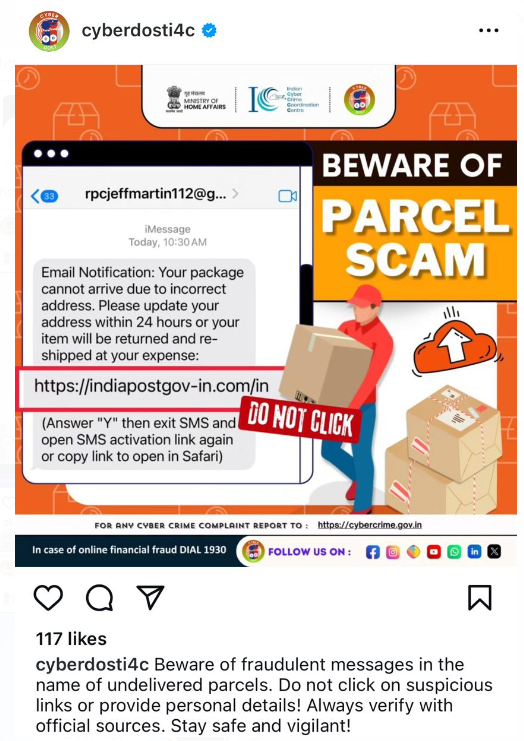 cyberdosti4c
गृह मंत्रालय
MINISTRY OF
HOME AFFAIRS
Indian
Cyber
Crime
Coordination
Centre
CYBER
DOST
BEWARE OF
PARCEL
SCAM
33
rpcjeffmartin112@g...
iMessage
Today, 10:30 AM
Email Notification: Your package
cannot arrive due to incorrect
address. Please update your
address within 24 hours or your
item will be returned and re-
shipped at your expense:
https://indiapostgov-in.com/in
DO NOT CLICK
(Answer "Y" then exit SMS and
open SMS activation link again
or copy link to open in Safari)
FOR ANY CYBER CRIME COMPLAINT REPORT TO : https://cybercrime.gov.in
In case of online financial fraud DIAL 1930
FOLLOW US ON :
117 likes
cyberdosti4c Beware of fraudulent messages in the
name of undelivered parcels. Do not click on suspicious
links or provide personal details! Always verify with
official sources. Stay safe and vigilant!